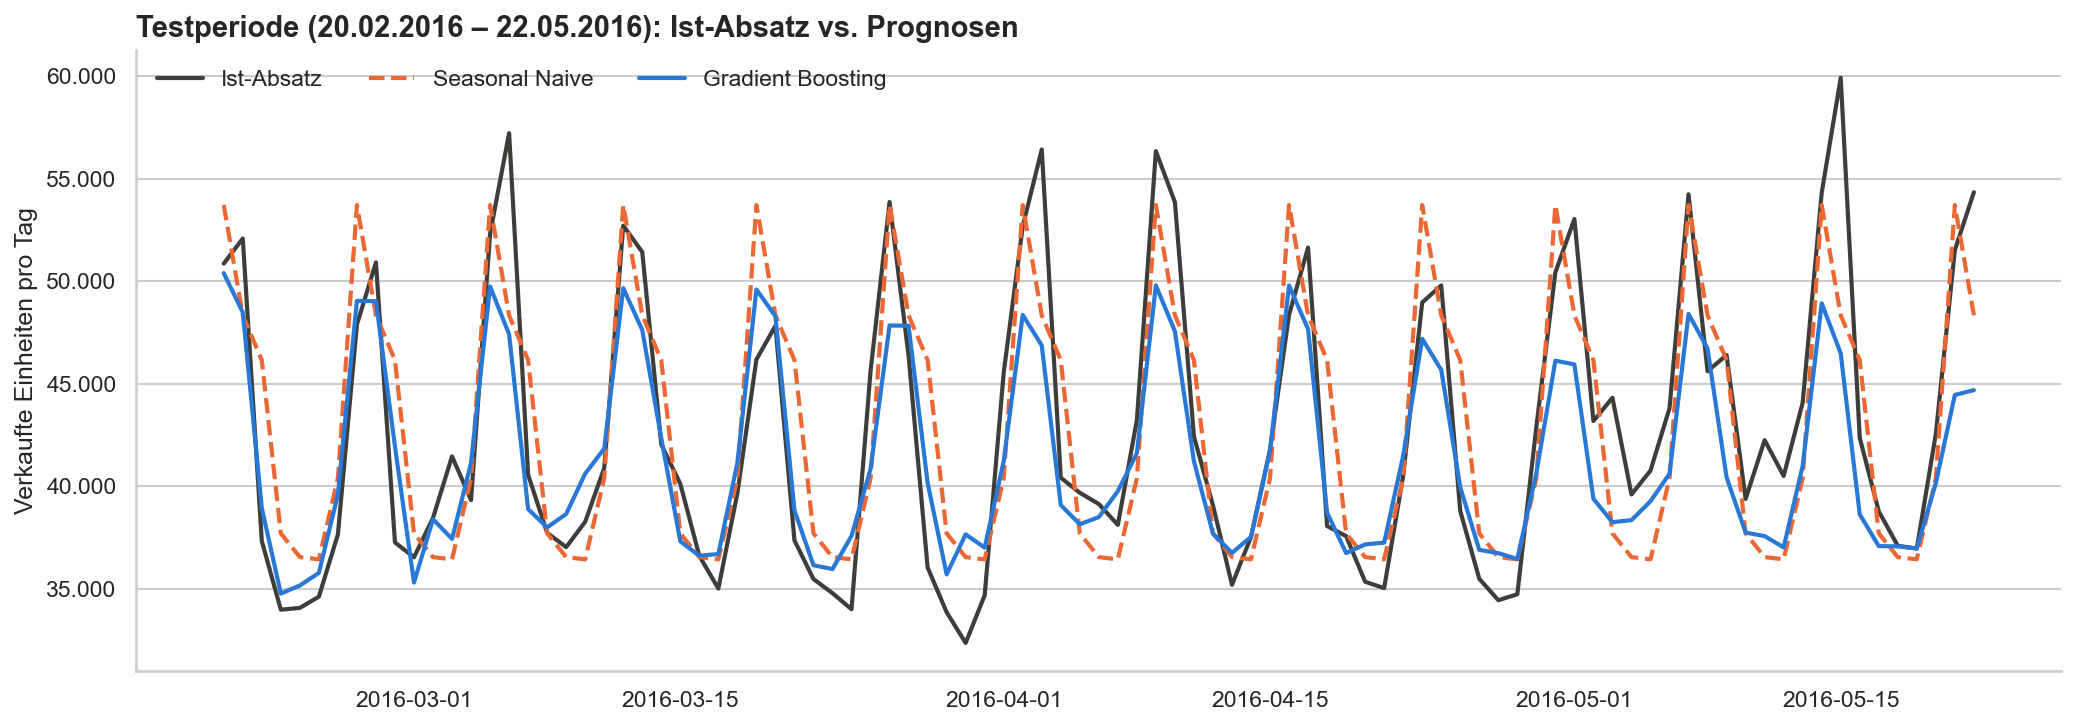 Testperiode (20.02.2016 – 22.05.2016): Ist-Absatz vs. Prognosen
Ist-Absatz Seasonal Naive Gradient Boosting
Verkaufte Einheiten pro Tag
60.000
55.000
50.000
45.000
40.000
35.000
2016-03-01 2016-03-15 2016-04-01 2016-04-15 2016-05-01 2016-05-15